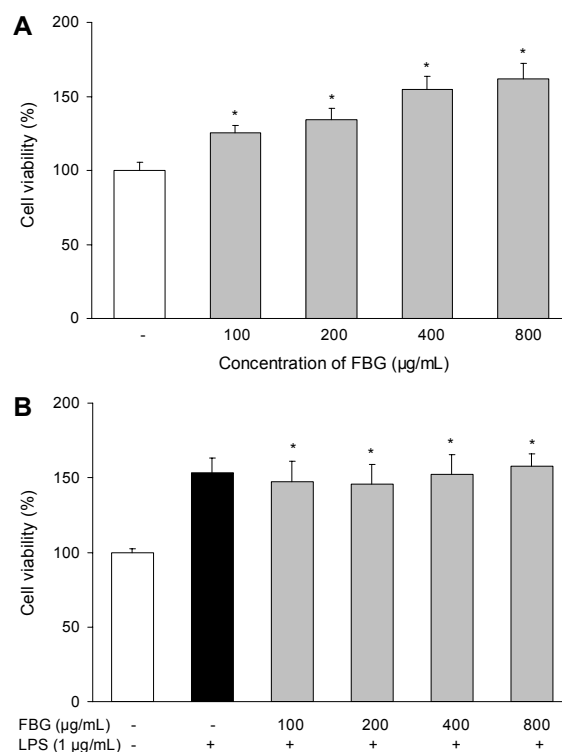 A
200
150
100
50
0
Cell viability (%)
* * * *
- 100 200 400 800
Concentration of FBG (µg/mL)
B
200
150
100
50
0
Cell viability (%)
* * * *
FBG (µg/mL) - - 100 200 400 800
LPS (1 µg/mL) - + + + + +